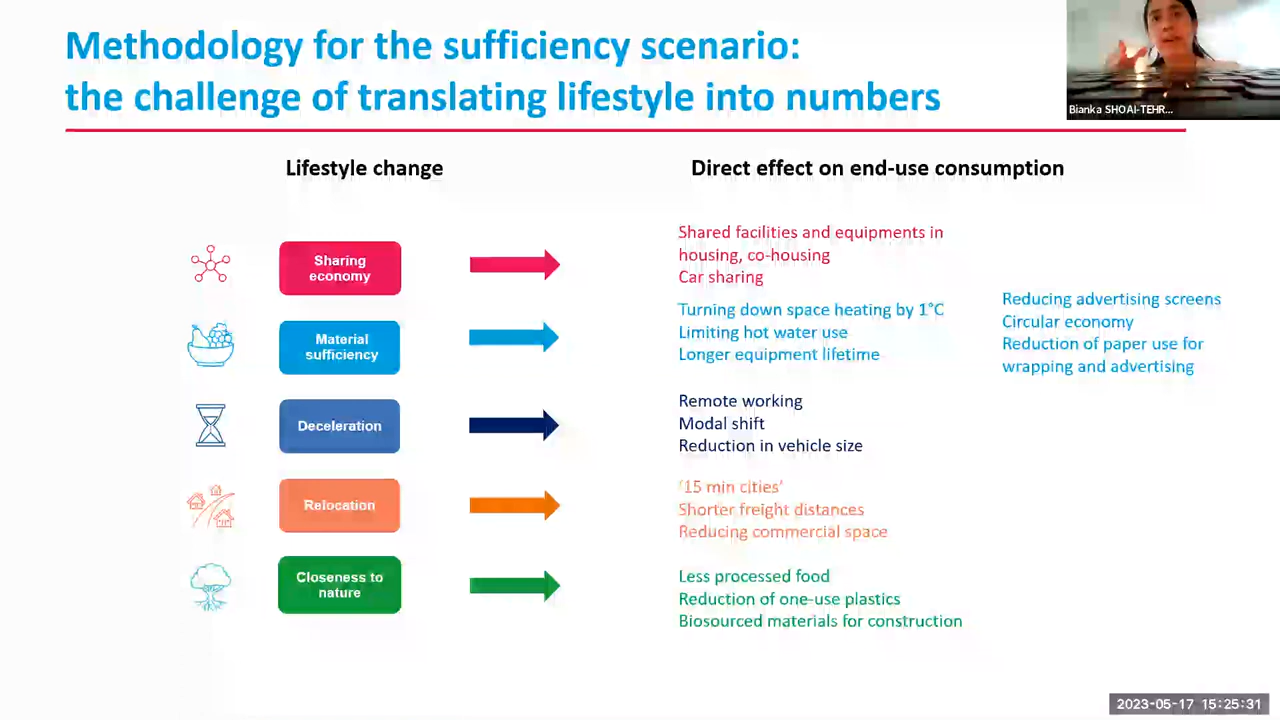 Methodology for the sufficiency scenario:
the challenge of translating lifestyle into numbers
Bianka SHOAI-TEHR...
Lifestyle change
Direct effect on end-use consumption
Sharing
economy
Shared facilities and equipments in
housing, co-housing
Car sharing
Material
sufficiency
Turning down space heating by 1°C
Limiting hot water use
Longer equipment lifetime
Reducing advertising screens
Circular economy
Reduction of paper use for
wrapping and advertising
Deceleration
Remote working
Modal shift
Reduction in vehicle size
Relocation
'15 min cities'
Shorter freight distances
Reducing commercial space
Closeness to
nature
Less processed food
Reduction of one-use plastics
Biosourced materials for construction
2023-05-17 15:25:31